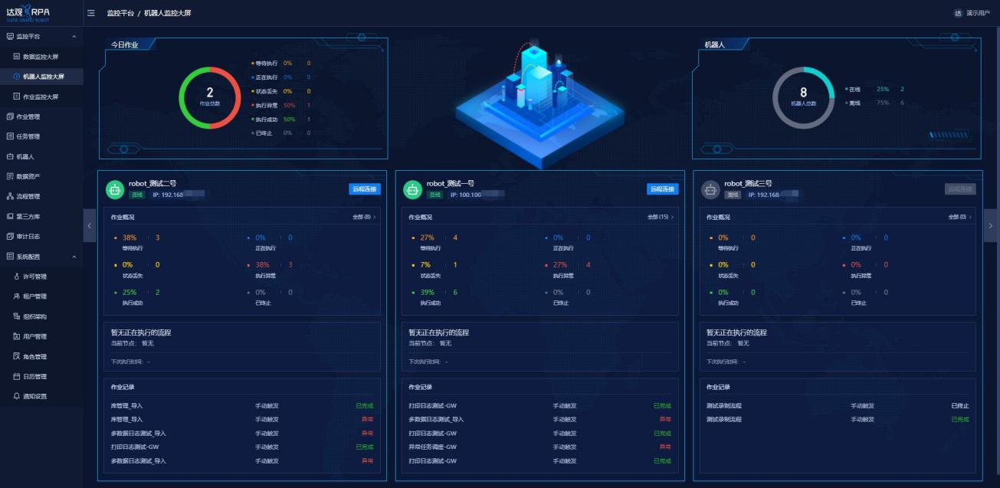 达观RPA
DATA GRAND ROBOT
监控平台 / 机器人监控大屏
达 演示用户
监控平台
数据监控大屏
机器人监控大屏
作业监控大屏
作业管理
任务管理
机器人
数据资产
流程管理
第三方库
审计日志
系统配置
许可管理
租户管理
组织架构
用户管理
角色管理
日历管理
通知设置
今日作业
2
作业总数
等待执行 0% 0
正在执行 0% 0
状态丢失 0% 0
执行异常 50% 1
执行成功 50% 1
已终止 0% 0
机器人
8
机器人总数
在线 25% 2
离线 75% 6
robot_测试二号
在线 IP: 192.168
远程连接
作业概况 全部 (8) >
38% 3 0% 0
等待执行 正在执行
0% 0 38% 3
状态丢失 执行异常
25% 2 0% 0
执行成功 已终止
暂无正在执行的流程
当前节点: 暂无
下次执行时间: -
作业记录
库管理_导入 手动触发 已完成
库管理_导入 手动触发 异常
多数据日志测试_导入 手动触发 异常
打印日志测试-GW 手动触发 已完成
多数据日志测试_导入 手动触发 异常
robot_测试一号
在线 IP: 100.100
远程连接
作业概况 全部 (15) >
27% 4 0% 0
等待执行 正在执行
7% 1 27% 4
状态丢失 执行异常
39% 6 0% 0
执行成功 已终止
暂无正在执行的流程
当前节点: 暂无
下次执行时间: -
作业记录
打印日志测试-GW 手动触发 已完成
多数据日志测试_导入 手动触发 异常
打印日志测试-GW 手动触发 已完成
异常任务调度-GW 手动触发 异常
打印日志测试-GW 手动触发 已完成
robot_测试三号
离线 IP: 192.168
远程连接
作业概况 全部 (0) >
0% 0 0% 0
等待执行 正在执行
0% 0 0% 0
状态丢失 执行异常
0% 0 0% 0
执行成功 已终止
暂无正在执行的流程
当前节点: 暂无
下次执行时间: -
作业记录
测试录制流程 手动触发 已终止
测试录制流程 手动触发 已完成